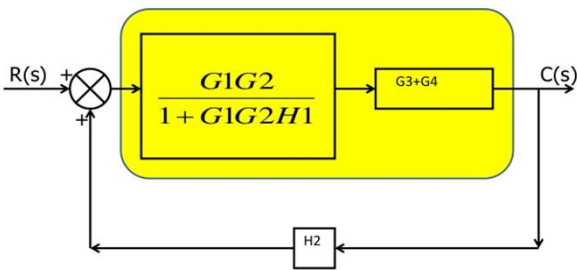 R(s)
+
+
G1G2
1+G1G2H1
G3+G4
C(s)
H2